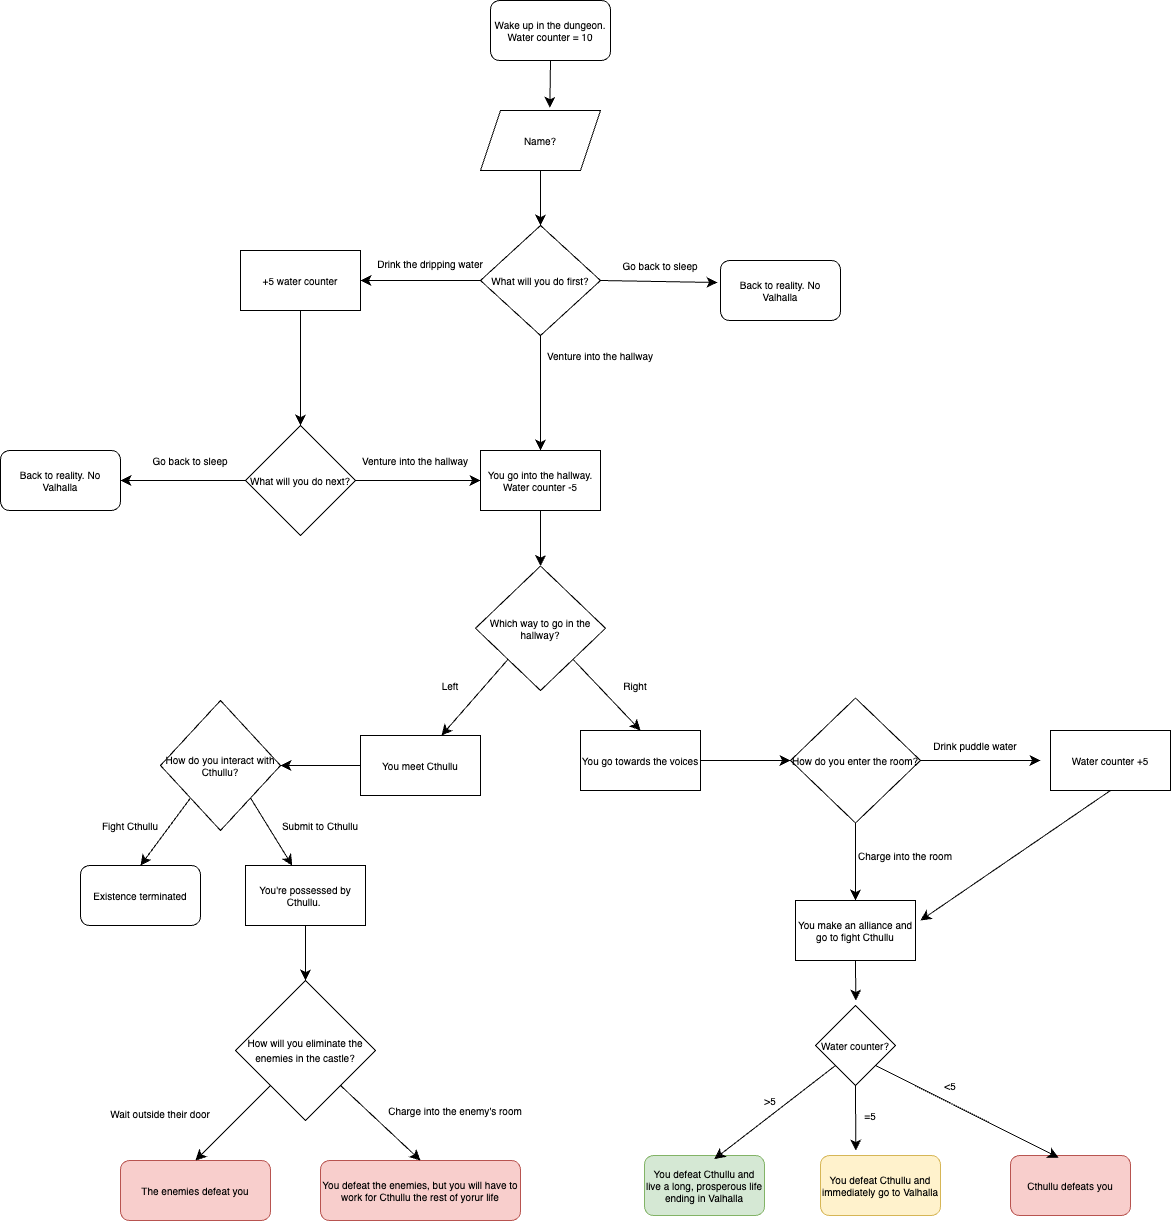 Wake up in the dungeon.
Water counter = 10
Name?
Drink the dripping water
Go back to sleep
+5 water counter
What will you do first?
Back to reality. No
Valhalla
Venture into the hallway
Go back to sleep
Venture into the hallway
Back to reality. No
Valhalla
What will you do next?
You go into the hallway.
Water counter -5
Which way to go in the
hallway?
Left
Right
How do you interact with
Cthullu?
You meet Cthullu
You go towards the voices
How do you enter the room?
Drink puddle water
Water counter +5
Fight Cthullu
Submit to Cthullu
Charge into the room
Existence terminated
You're possessed by
Cthullu.
You make an alliance and
go to fight Cthullu
How will you eliminate the
enemies in the castle?
Water counter?
Wait outside their door
Charge into the enemy's room
>5
=5
<5
The enemies defeat you
You defeat the enemies, but you will have to
work for Cthullu the rest of yorur life
You defeat Cthullu and
live a long, prosperous life
ending in Valhalla
You defeat Cthullu and
immediately go to Valhalla
Cthullu defeats you